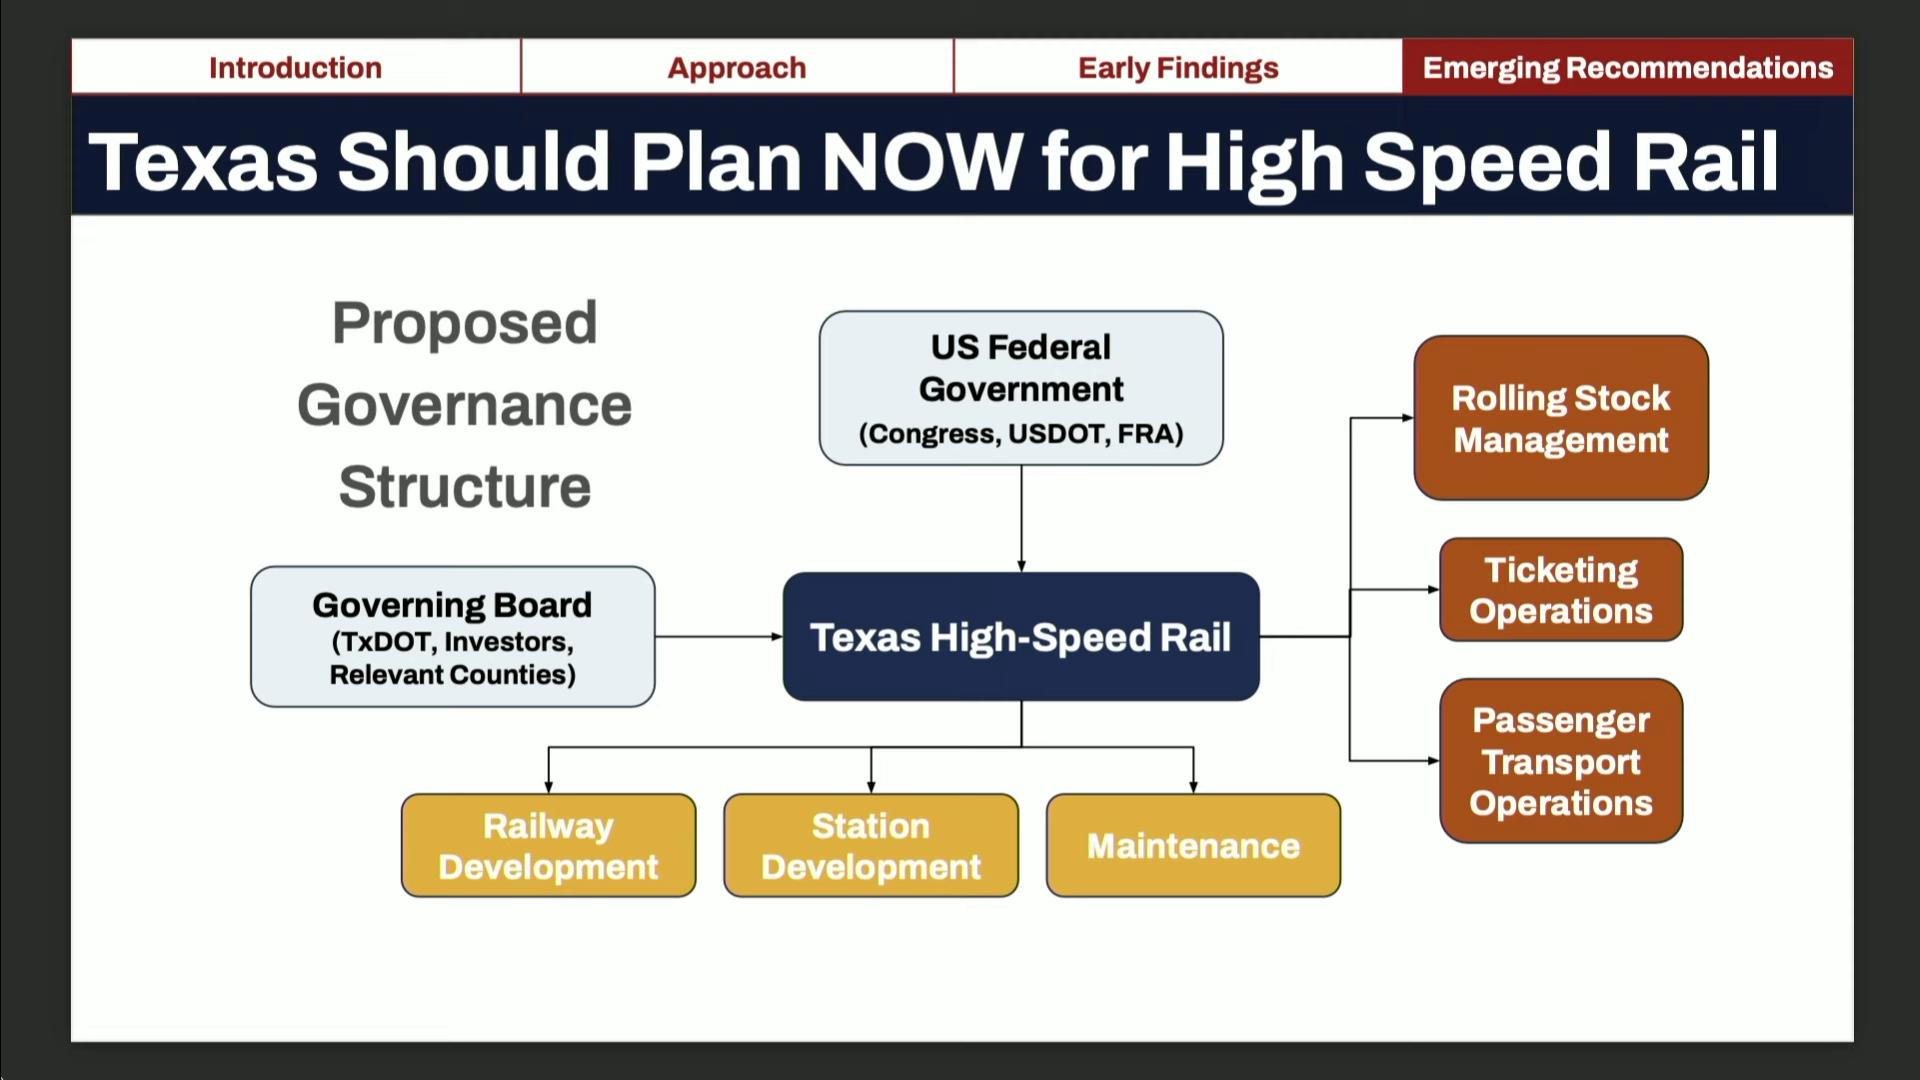 Introduction
Approach
Early Findings
Emerging Recommendations
Texas Should Plan NOW for High Speed Rail
Proposed
Governance
Structure
US Federal
Government
(Congress, USDOT, FRA)
Governing Board
(TxDOT, Investors,
Relevant Counties)
Texas High-Speed Rail
Rolling Stock
Management
Ticketing
Operations
Passenger
Transport
Operations
Railway
Development
Station
Development
Maintenance